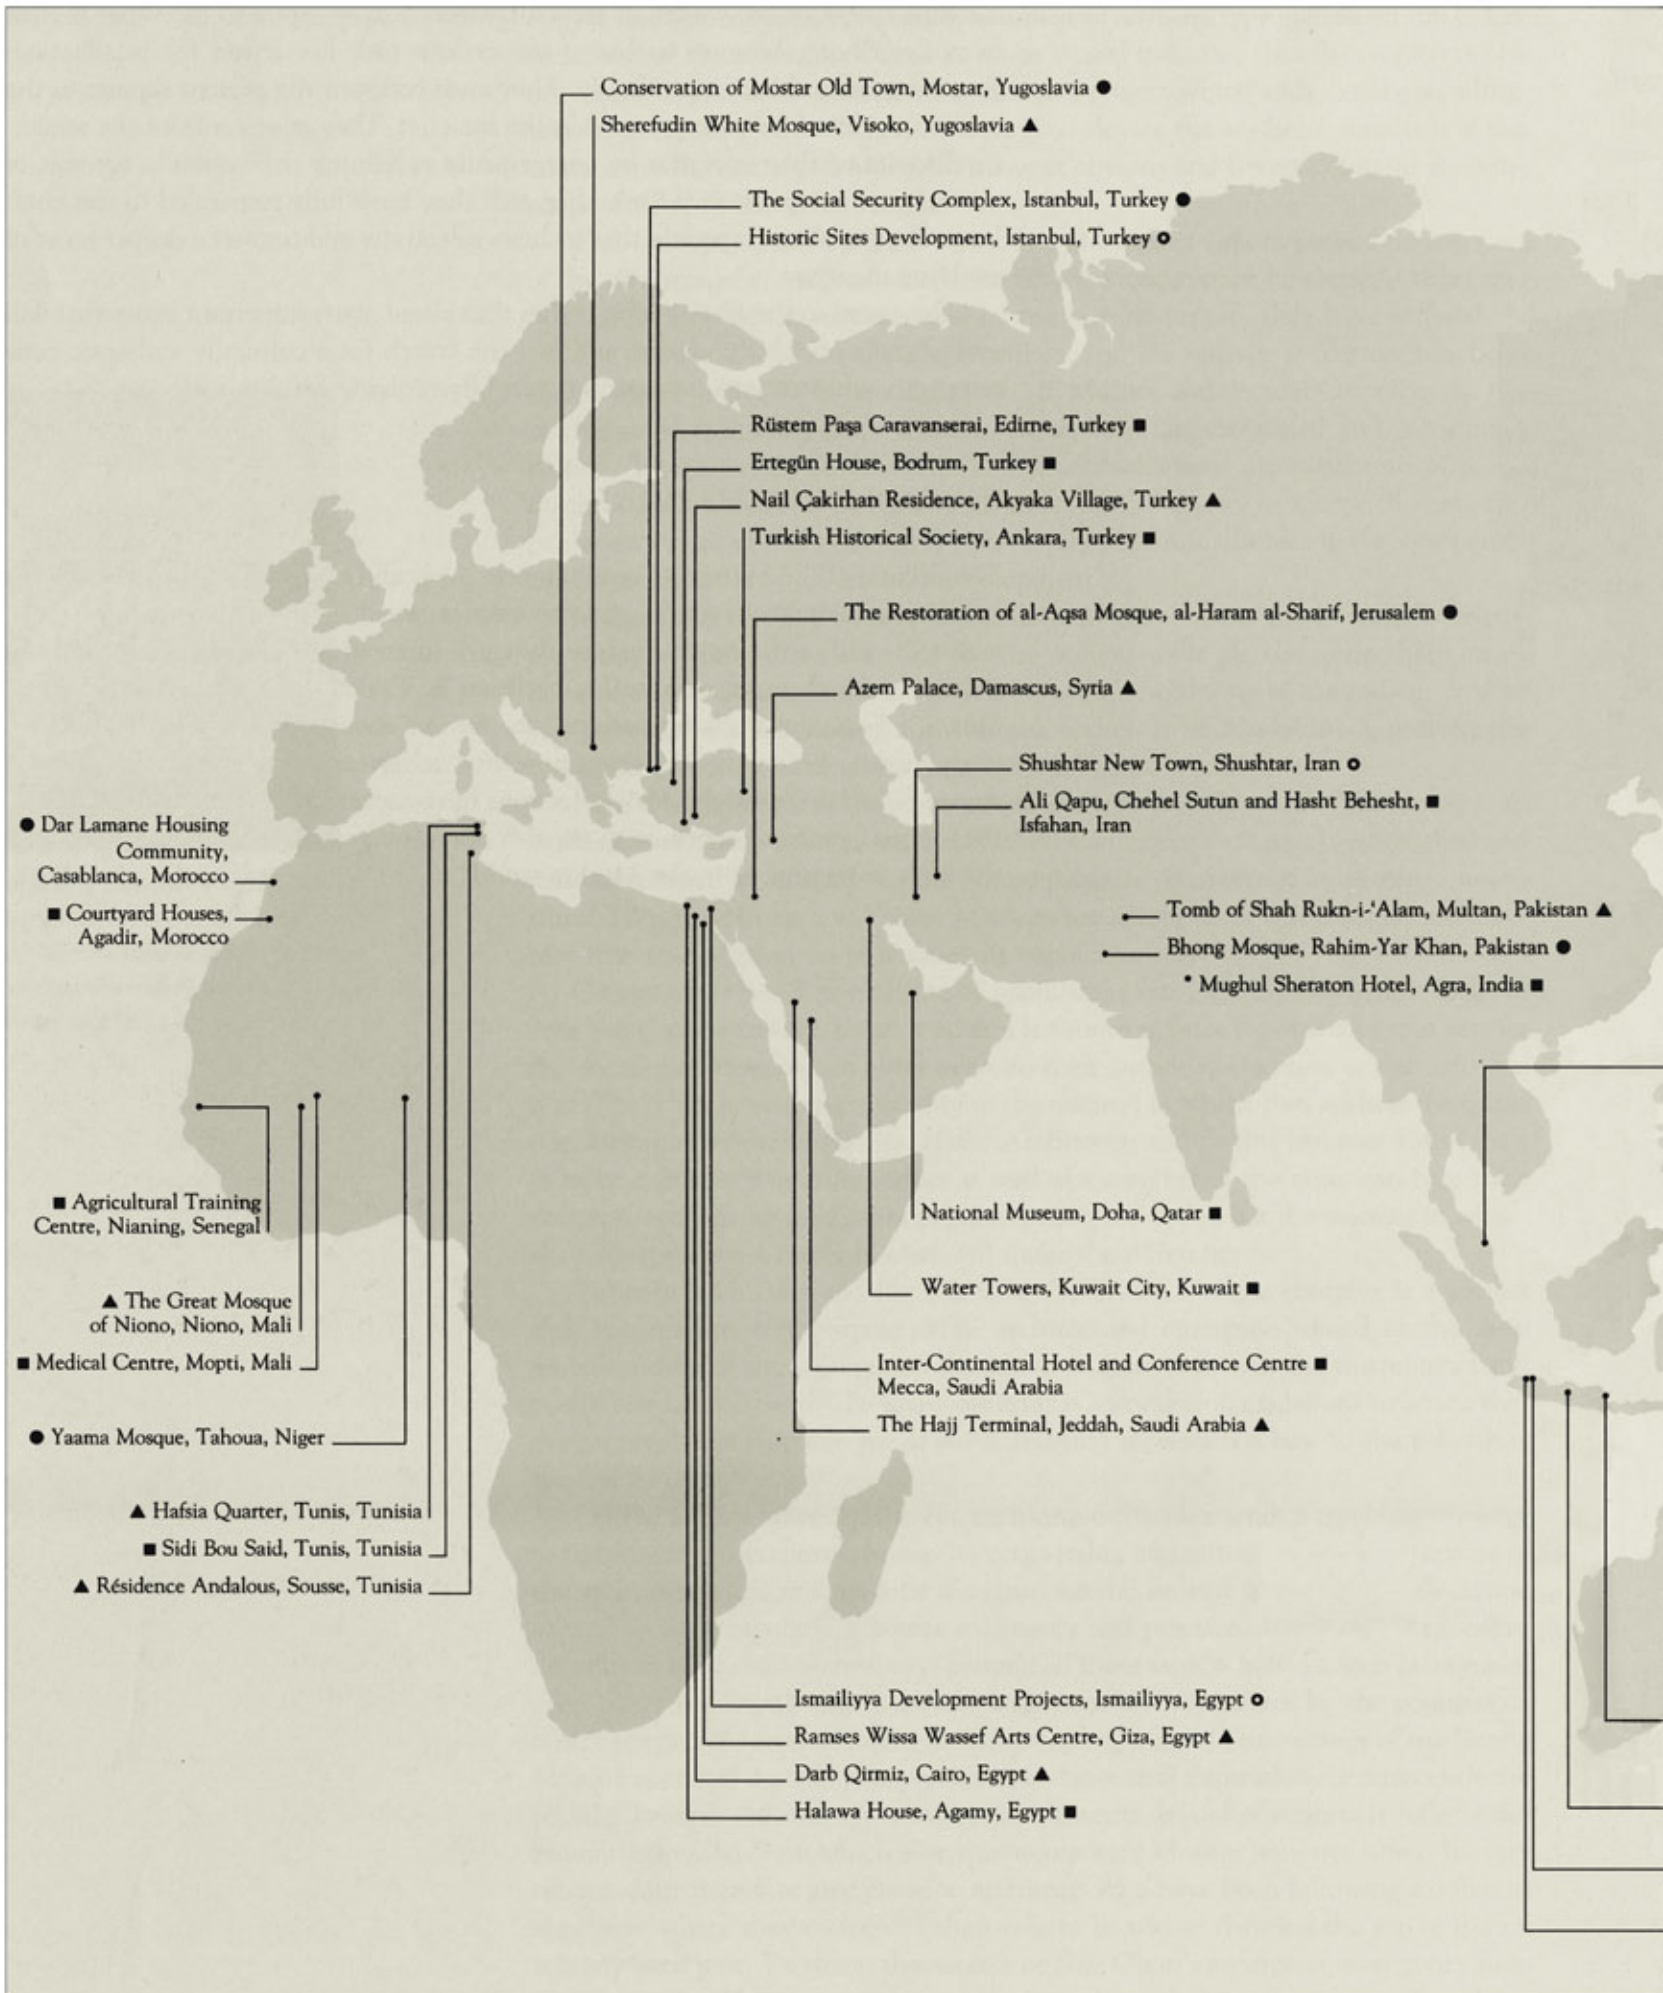 Conservation of Mostar Old Town, Mostar, Yugoslavia ●
Sherefudin White Mosque, Visoko, Yugoslavia ▲
The Social Security Complex, Istanbul, Turkey ●
Historic Sites Development, Istanbul, Turkey ⚬
Rüstem Paşa Caravanserai, Edirne, Turkey ■
Ertegün House, Bodrum, Turkey ■
Nail Çakirhan Residence, Akyaka Village, Turkey ▲
Turkish Historical Society, Ankara, Turkey ■
The Restoration of al-Aqsa Mosque, al-Haram al-Sharif, Jerusalem ●
Azem Palace, Damascus, Syria ▲
Shushtar New Town, Shushtar, Iran ⚬
Ali Qapu, Chehel Sutun and Hasht Behesht, ■
Isfahan, Iran
● Dar Lamane Housing
Community,
Casablanca, Morocco
■ Courtyard Houses,
Agadir, Morocco
Tomb of Shah Rukn-i-‘Alam, Multan, Pakistan ▲
Bhong Mosque, Rahim-Yar Khan, Pakistan ●
Mughul Sheraton Hotel, Agra, India ■
■ Agricultural Training
Centre, Nianing, Senegal
▲ The Great Mosque
of Niono, Niono, Mali
■ Medical Centre, Mopti, Mali
● Yaama Mosque, Tahoua, Niger
▲ Hafsia Quarter, Tunis, Tunisia
■ Sidi Bou Said, Tunis, Tunisia
▲ Résidence Andalous, Sousse, Tunisia
National Museum, Doha, Qatar ■
Water Towers, Kuwait City, Kuwait ■
Inter-Continental Hotel and Conference Centre ■
Mecca, Saudi Arabia
The Hajj Terminal, Jeddah, Saudi Arabia ▲
Ismailiyya Development Projects, Ismailiyya, Egypt ⚬
Ramses Wissa Wassef Arts Centre, Giza, Egypt ▲
Darb Qirmiz, Cairo, Egypt ▲
Halawa House, Agamy, Egypt ■